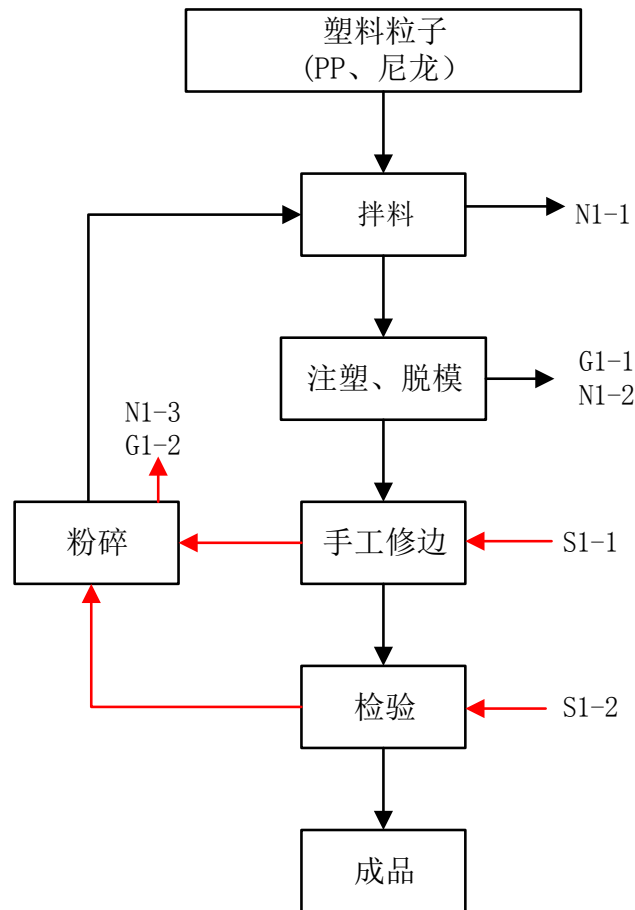 塑料粒子
(PP、尼龙）
拌料
N1-1
注塑、脱模
G1-1
N1-2
N1-3
G1-2
粉碎
手工修边
S1-1
检验
S1-2
成品